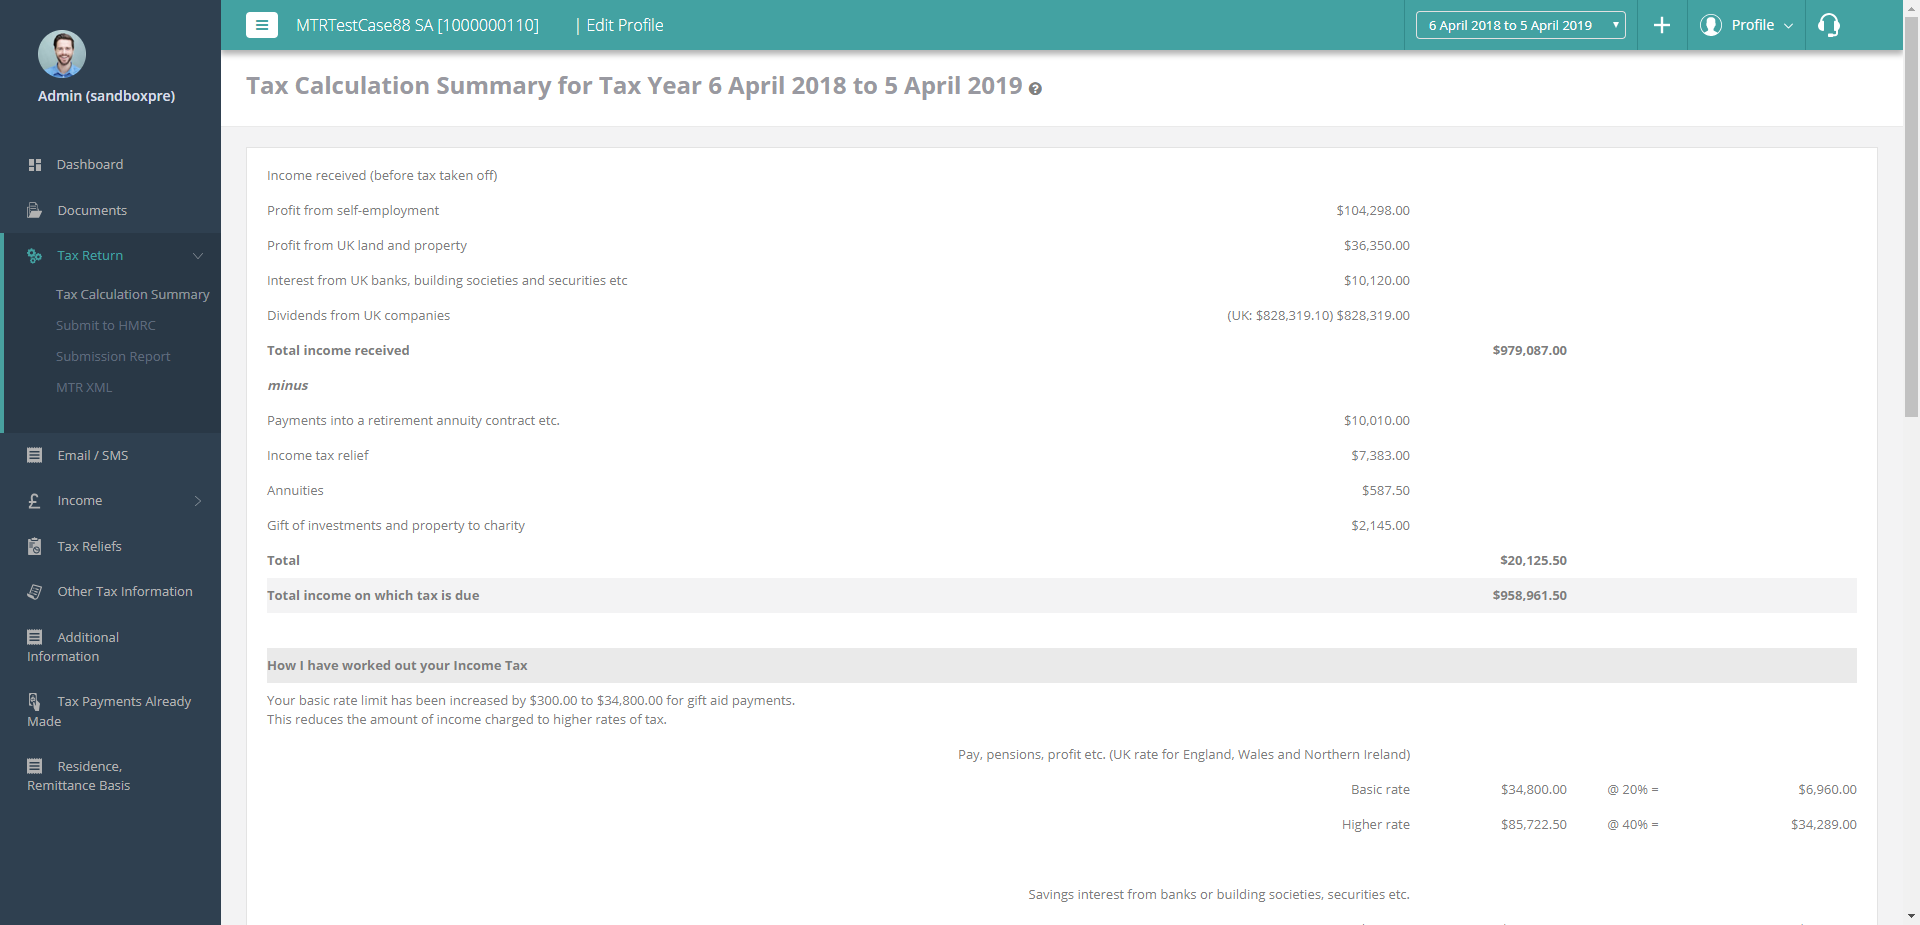 MTRTestCase88 SA [1000000110] | Edit Profile
6 April 2018 to 5 April 2019
Profile
Admin (sandboxpre)
Dashboard
Documents
Tax Return
Tax Calculation Summary
Submit to HMRC
Submission Report
MTR XML
Email / SMS
£ Income
Tax Reliefs
Other Tax Information
Additional
Information
Tax Payments Already
Made
Residence,
Remittance Basis
Tax Calculation Summary for Tax Year 6 April 2018 to 5 April 2019 ?
Income received (before tax taken off)
Profit from self-employment $104,298.00
Profit from UK land and property $36,350.00
Interest from UK banks, building societies and securities etc $10,120.00
Dividends from UK companies (UK: $828,319.10) $828,319.00
Total income received $979,087.00
minus
Payments into a retirement annuity contract etc. $10,010.00
Income tax relief $7,383.00
Annuities $587.50
Gift of investments and property to charity $2,145.00
Total $20,125.50
Total income on which tax is due $958,961.50
How I have worked out your Income Tax
Your basic rate limit has been increased by $300.00 to $34,800.00 for gift aid payments.
This reduces the amount of income charged to higher rates of tax.
Pay, pensions, profit etc. (UK rate for England, Wales and Northern Ireland)
Basic rate $34,800.00 @ 20% = $6,960.00
Higher rate $85,722.50 @ 40% = $34,289.00
Savings interest from banks or building societies, securities etc.